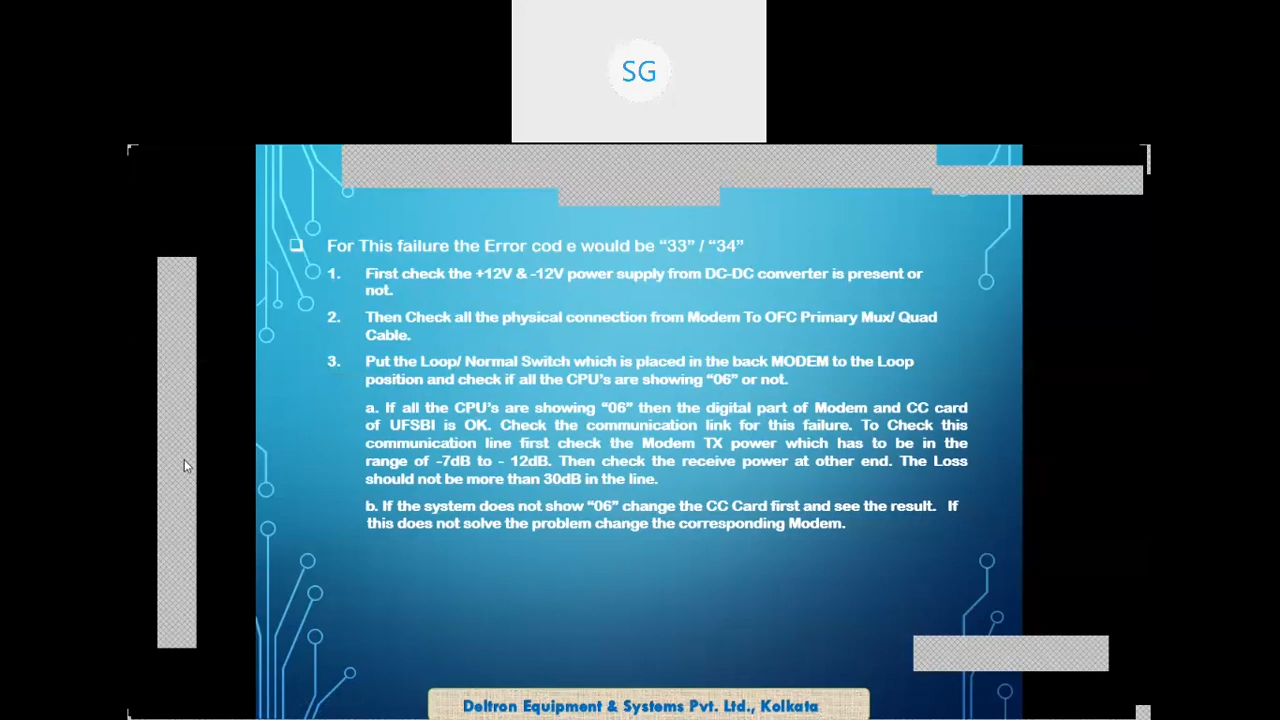 SG
For This failure the Error cod e would be “33” / “34”
1. First check the +12V & -12V power supply from DC-DC converter is present or
not.
2. Then Check all the physical connection from Modem To OFC Primary Mux/ Quad
Cable.
3. Put the Loop/ Normal Switch which is placed in the back MODEM to the Loop
position and check if all the CPU’s are showing “06” or not.
a. If all the CPU’s are showing “06” then the digital part of Modem and CC card
of UFSBI is OK. Check the communication link for this failure. To Check this
communication line first check the Modem TX power which has to be in the
range of -7dB to - 12dB. Then check the receive power at other end. The Loss
should not be more than 30dB in the line.
b. If the system does not show “06” change the CC Card first and see the result. If
this does not solve the problem change the corresponding Modem.
Deltron Equipment & Systems Pvt. Ltd., Kolkata